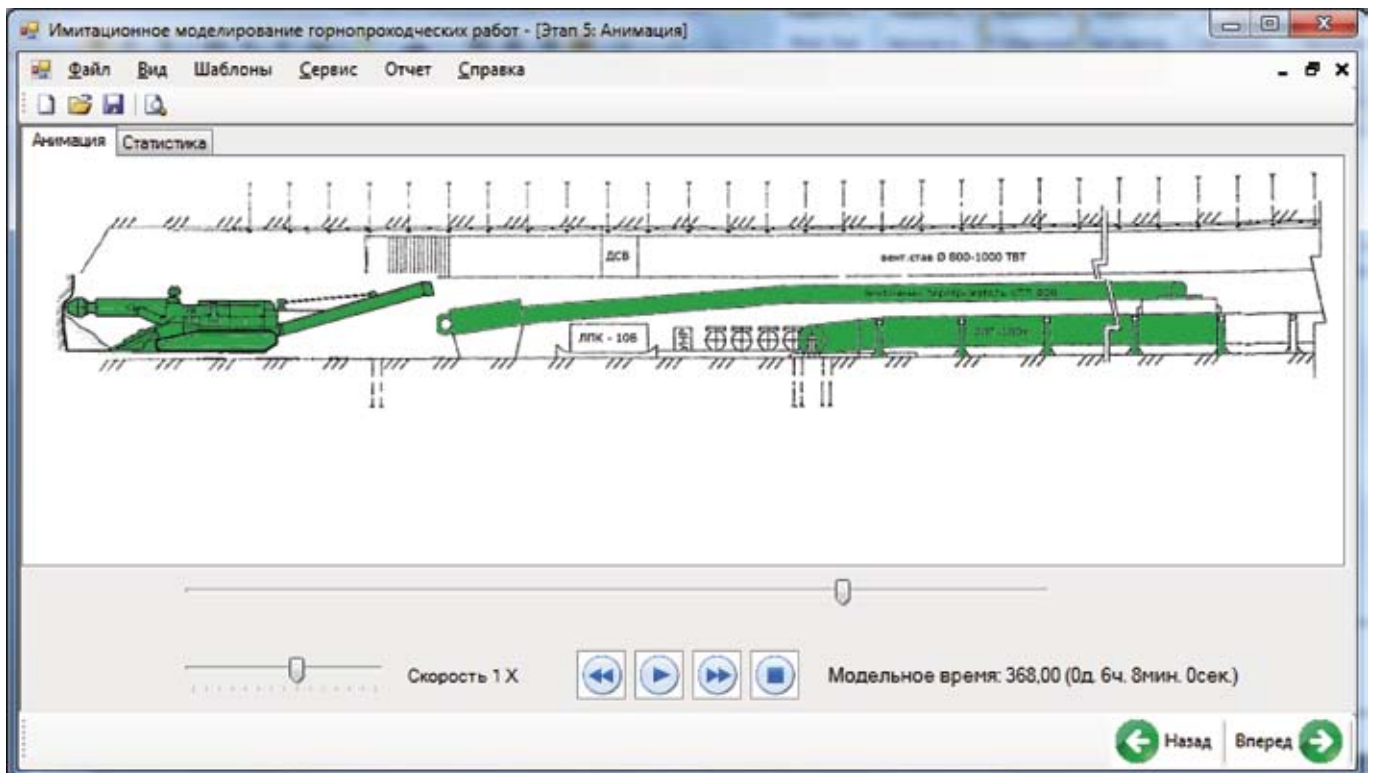 Имитационное моделирование горнопроходческих работ - [Этап 5: Анимация]
Файл Вид Шаблоны Сервис Отчет Справка
Анимация Статистика
ДСВ
вент.став Ø 800-1000 ТВТ
ЛПК - 10В
Скорость 1 X
Модельное время: 368,00 (0д. 6ч. 8мин. 0сек.)
Назад Вперед